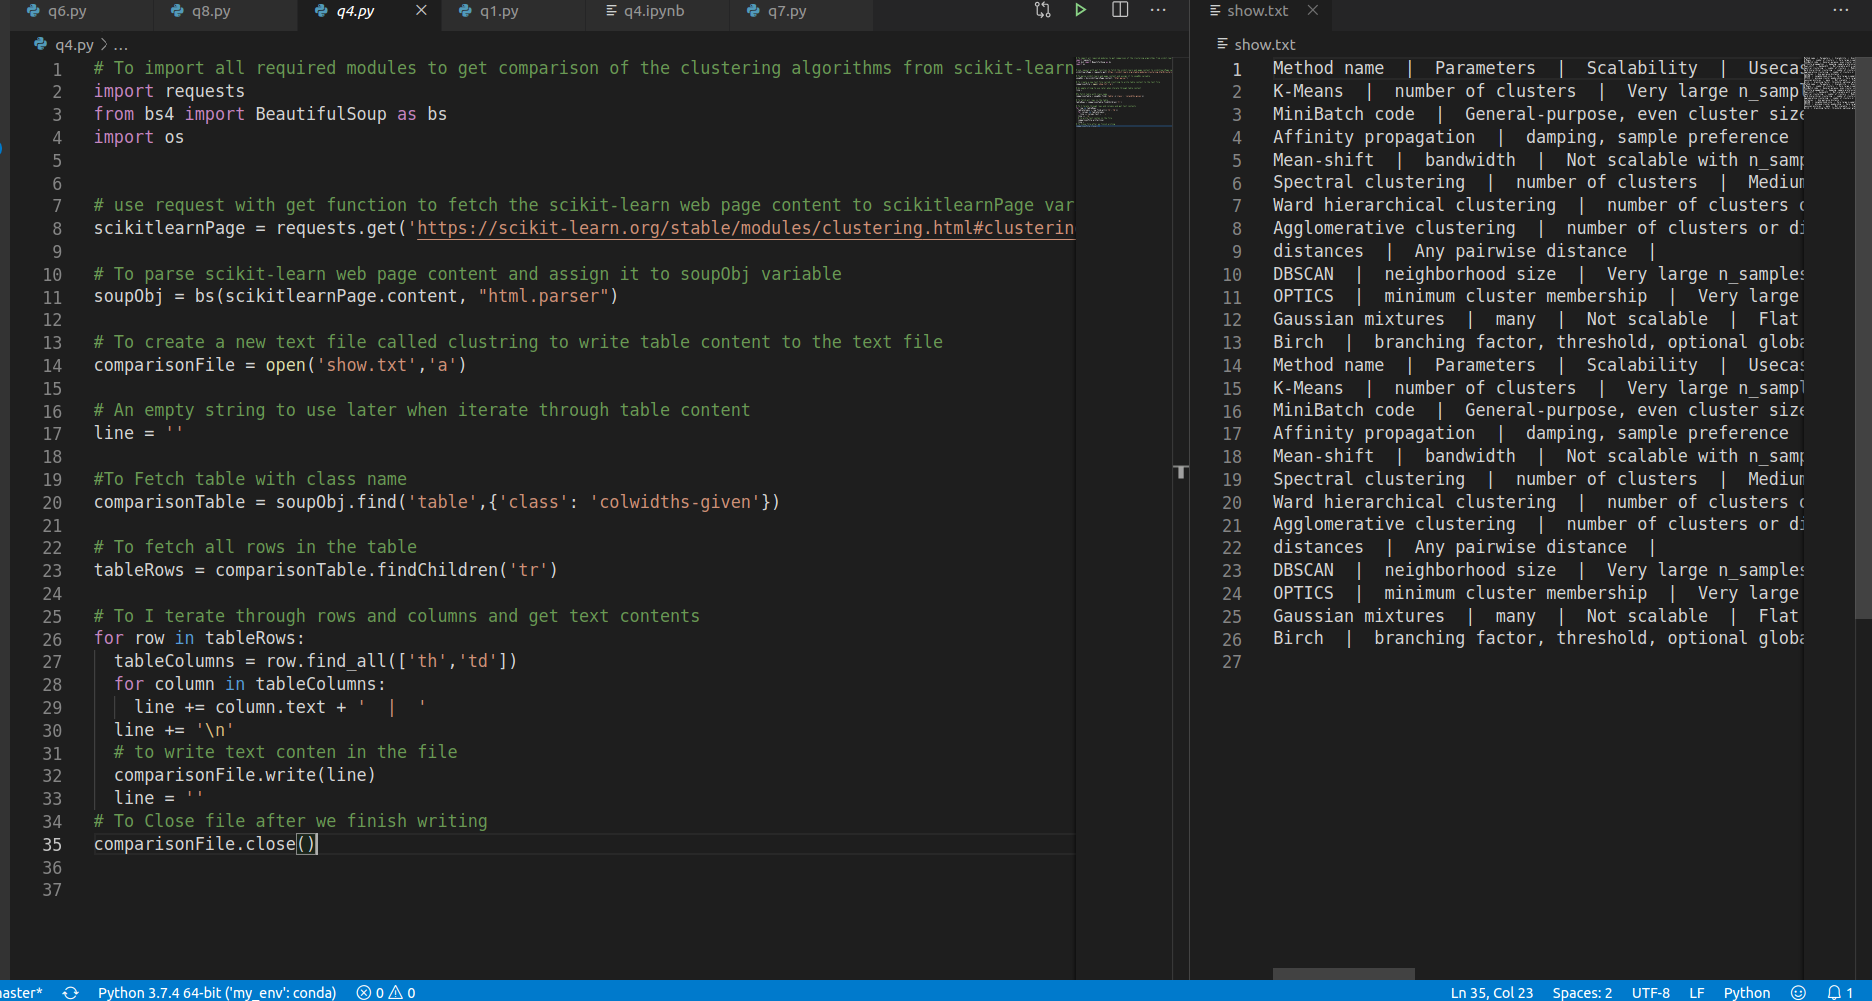 q6.py q8.py q4.py q1.py q4.ipynb q7.py show.txt
q4.py > ...
1 # To import all required modules to get comparison of the clustering algorithms from scikit-learn
2 import requests
3 from bs4 import BeautifulSoup as bs
4 import os
5
6
7 # use request with get function to fetch the scikit-learn web page content to scikitlearnPage var
8 scikitlearnPage = requests.get('https://scikit-learn.org/stable/modules/clustering.html#clusterin
9
10 # To parse scikit-learn web page content and assign it to soupObj variable
11 soupObj = bs(scikitlearnPage.content, "html.parser")
12
13 # To create a new text file called clustring to write table content to the text file
14 comparisonFile = open('show.txt','a')
15
16 # An empty string to use later when iterate through table content
17 line = ''
18
19 #To Fetch table with class name
20 comparisonTable = soupObj.find('table',{'class': 'colwidths-given'})
21
22 # To fetch all rows in the table
23 tableRows = comparisonTable.findChildren('tr')
24
25 # To I terate through rows and columns and get text contents
26 for row in tableRows:
27 tableColumns = row.find_all(['th','td'])
28 for column in tableColumns:
29 line += column.text + '  |  '
30 line += '\n'
31 # to write text conten in the file
32 comparisonFile.write(line)
33 line = ''
34 # To Close file after we finish writing
35 comparisonFile.close()
36
37
show.txt
1 Method name  |  Parameters  |  Scalability  |  Usecas
2 K-Means  |  number of clusters  |  Very large n_sampl
3 MiniBatch code  |  General-purpose, even cluster size
4 Affinity propagation  |  damping, sample preference
5 Mean-shift  |  bandwidth  |  Not scalable with n_samp
6 Spectral clustering  |  number of clusters  |  Medium
7 Ward hierarchical clustering  |  number of clusters o
8 Agglomerative clustering  |  number of clusters or di
9 distances  |  Any pairwise distance  |
10 DBSCAN  |  neighborhood size  |  Very large n_samples
11 OPTICS  |  minimum cluster membership  |  Very large
12 Gaussian mixtures  |  many  |  Not scalable  |  Flat
13 Birch  |  branching factor, threshold, optional globa
14 Method name  |  Parameters  |  Scalability  |  Usecas
15 K-Means  |  number of clusters  |  Very large n_sampl
16 MiniBatch code  |  General-purpose, even cluster size
17 Affinity propagation  |  damping, sample preference
18 Mean-shift  |  bandwidth  |  Not scalable with n_samp
19 Spectral clustering  |  number of clusters  |  Medium
20 Ward hierarchical clustering  |  number of clusters o
21 Agglomerative clustering  |  number of clusters or di
22 distances  |  Any pairwise distance  |
23 DBSCAN  |  neighborhood size  |  Very large n_samples
24 OPTICS  |  minimum cluster membership  |  Very large
25 Gaussian mixtures  |  many  |  Not scalable  |  Flat
26 Birch  |  branching factor, threshold, optional globa
27
aster* Python 3.7.4 64-bit ('my_env': conda) 0 0 Ln 35, Col 23 Spaces: 2 UTF-8 LF Python 1